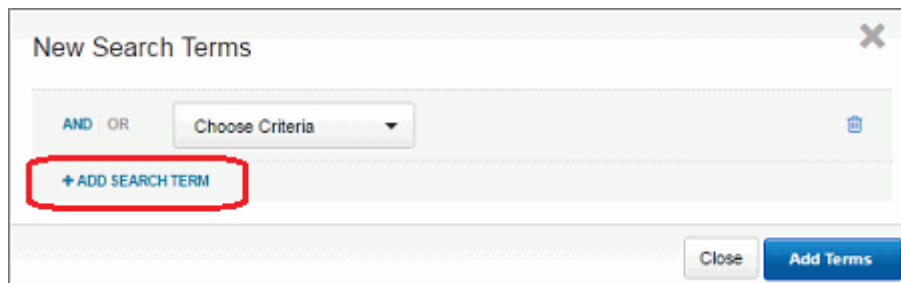 New Search Terms
AND OR Choose Criteria
+ ADD SEARCH TERM
Close Add Terms